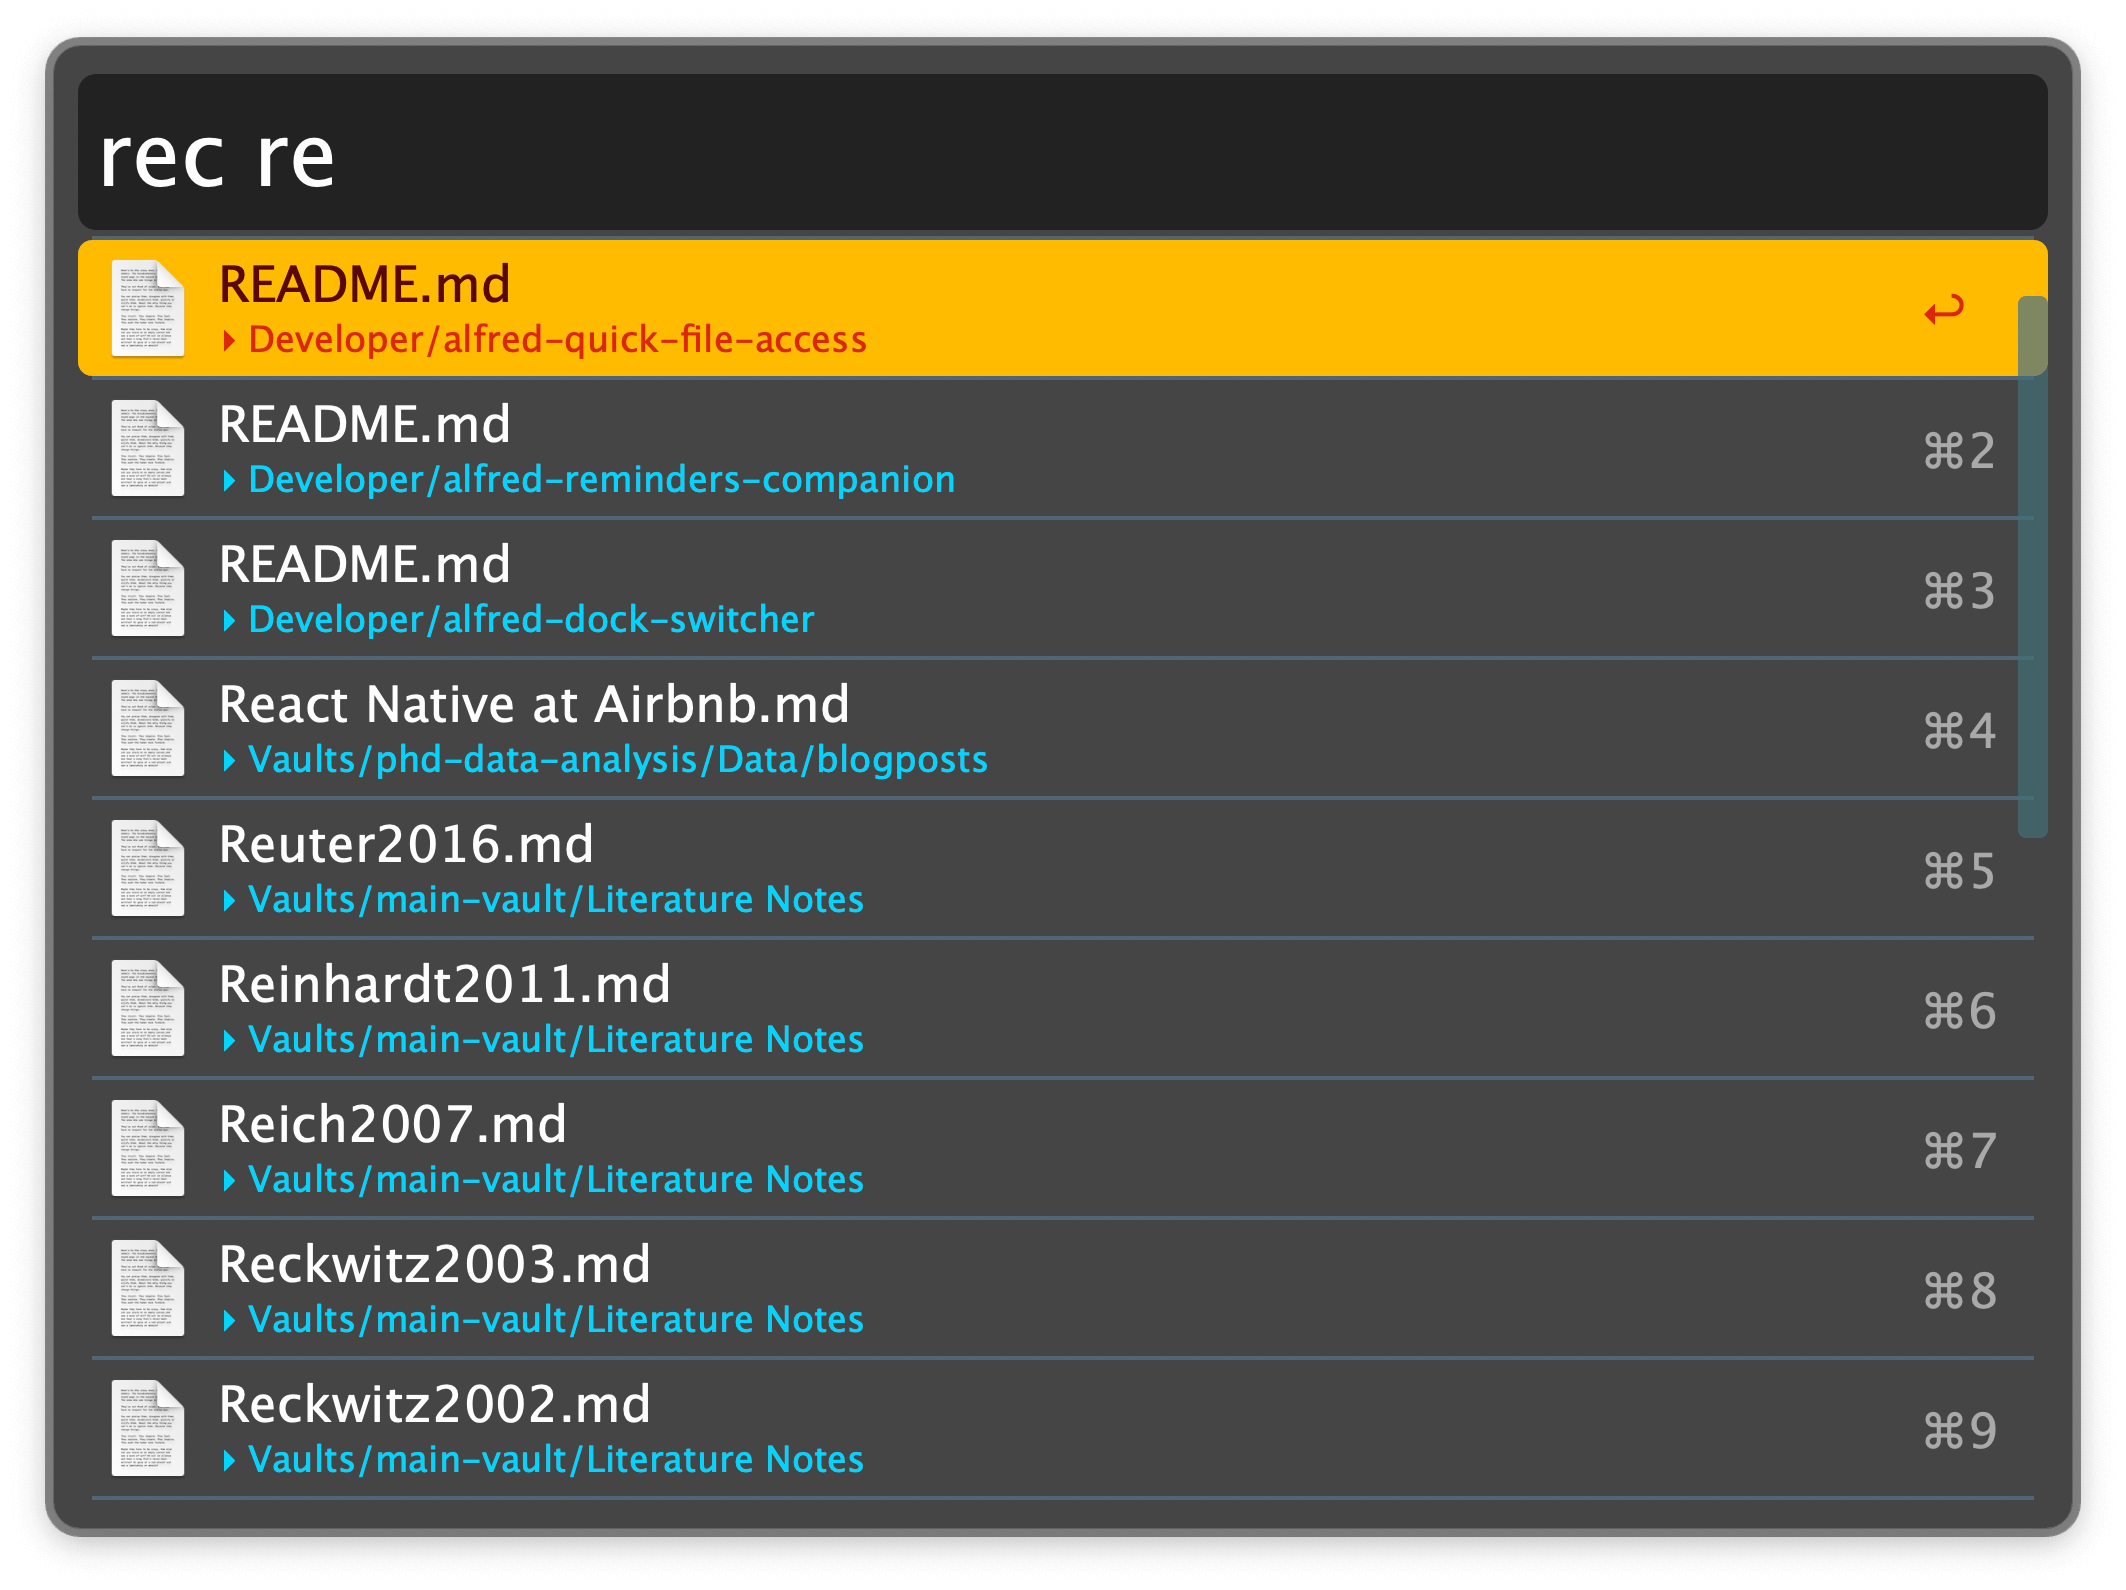 rec re
README.md
▸ Developer/alfred-quick-file-access
↩
README.md
▸ Developer/alfred-reminders-companion
⌘2
README.md
▸ Developer/alfred-dock-switcher
⌘3
React Native at Airbnb.md
▸ Vaults/phd-data-analysis/Data/blogposts
⌘4
Reuter2016.md
▸ Vaults/main-vault/Literature Notes
⌘5
Reinhardt2011.md
▸ Vaults/main-vault/Literature Notes
⌘6
Reich2007.md
▸ Vaults/main-vault/Literature Notes
⌘7
Reckwitz2003.md
▸ Vaults/main-vault/Literature Notes
⌘8
Reckwitz2002.md
▸ Vaults/main-vault/Literature Notes
⌘9